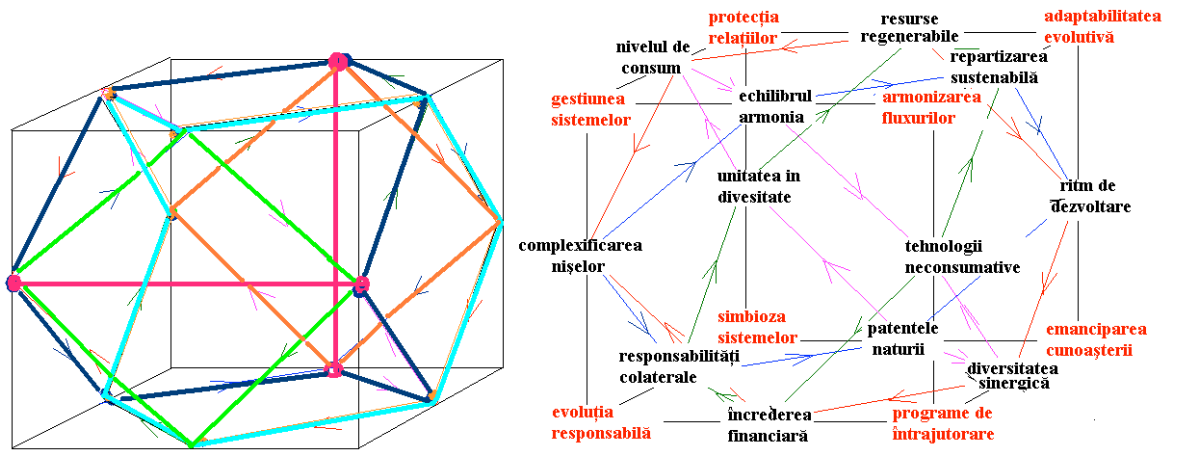 protecția
relațiilor
resurse
regenerabile
adaptabilitatea
evolutivă
nivelul de
consum
repartizarea
sustenabilă
gestiunea
sistemelor
echilibrul
armonia
armonizarea
fluxurilor
unitatea in
divesitate
ritm de
dezvoltare
complexificarea
nișelor
tehnologii
neconsumative
simbioza
sistemelor
patentele
naturii
emanciparea
cunoașterii
responsabilități
colaterale
diversitatea
sinergică
evoluția
responsabilă
încrederea
financiară
programe de
întrajutorare